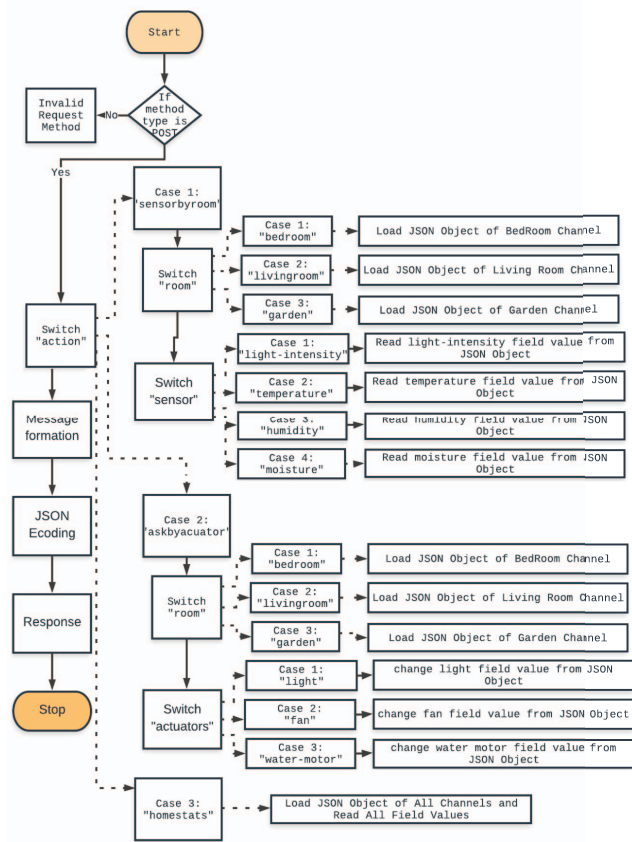 Start
If
method
type is
POST
Invalid
Request
Method
No
Yes
Case 1:
'sensorbyroom'
Switch
"room"
Case 1:
"bedroom"
Load JSON Object of BedRoom Channel
Case 2:
"livingroom"
Load JSON Object of Living Room Channel
Case 3:
"garden"
Load JSON Object of Garden Channel
Switch
"action"
Switch
"sensor"
Case 1:
"light-intensity"
Read light-intensity field value from
JSON Object
Case 2:
"temperature"
Read temperature field value from JSON
Object
Case 3:
"humidity"
Read humidity field value from JSON
Object
Case 4:
"moisture"
Read moisture field value from JSON
Object
Message
formation
JSON
Ecoding
Response
Stop
Case 2:
'askbyacuator'
Switch
"room"
Case 1:
"bedroom"
Load JSON Object of BedRoom Channel
Case 2:
"livingroom"
Load JSON Object of Living Room Channel
Case 3:
"garden"
Load JSON Object of Garden Channel
Switch
"actuators"
Case 1:
"light"
change light field value from JSON
Object
Case 2:
"fan"
change fan field value from JSON Object
Case 3:
"water-motor"
change water motor field value from
JSON Object
Case 3:
"homestats"
Load JSON Object of All Channels and
Read All Field Values